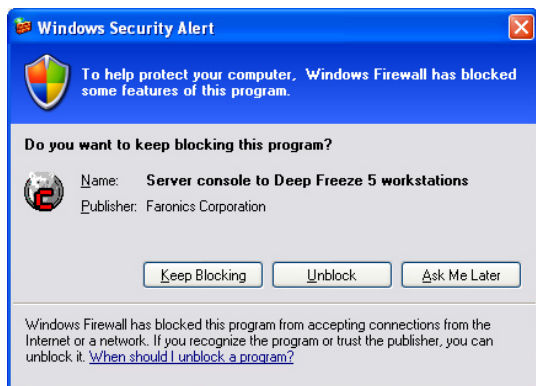 Windows Security Alert
To help protect your computer, Windows Firewall has blocked
some features of this program.
Do you want to keep blocking this program?
Name: Server console to Deep Freeze 5 workstations
Publisher: Faronics Corporation
Keep Blocking Unblock Ask Me Later
Windows Firewall has blocked this program from accepting connections from the
Internet or a network. If you recognize the program or trust the publisher, you can
unblock it. When should I unblock a program?